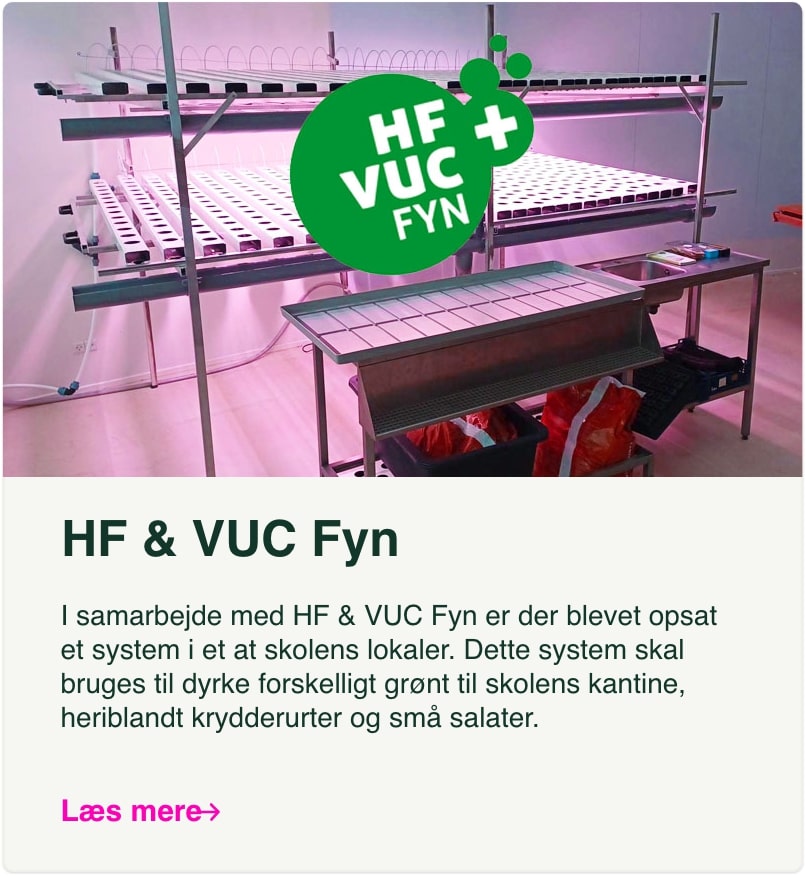 HF
VUC
FYN
+
HF & VUC Fyn
I samarbejde med HF & VUC Fyn er der blevet opsat
et system i et at skolens lokaler. Dette system skal
bruges til dyrke forskelligt grønt til skolens kantine,
heriblandt krydderurter og små salater.
Læs mere→